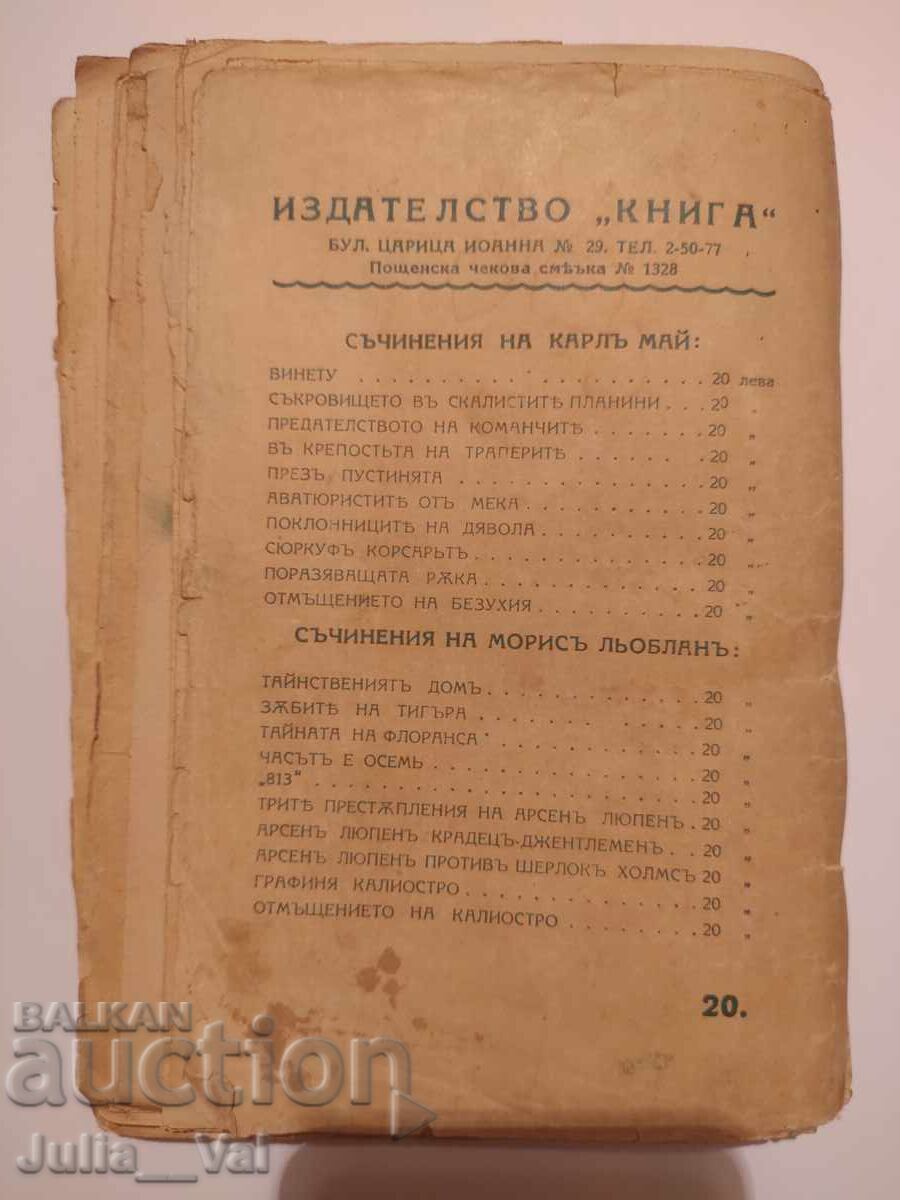 ИЗДАТЕЛСТВО „КНИГА“
БУЛ. ЦАРИЦА ИОАННА № 29. ТЕЛ. 2-50-77
Пощенска чекова смѣъка № 1328
СЪЧИНЕНИЯ НА КАРЛЪ МАЙ:
ВИНЕТУ . . . . . . . . . . . . . . . . . . . . 20 лева
СЪКРОВИЩЕТО ВЪ СКАЛИСТИТѢ ПЛАНИНИ . . . 20 „
ПРЕДАТЕЛСТВОТО НА КОМАНЧИТѢ . . . . . . . 20 „
ВЪ КРЕПОСТЬТА НА ТРАПЕРИТѢ . . . . . . . . 20 „
ПРЕЗЪ ПУСТИНЯТА . . . . . . . . . . . . . . 20 „
АВАТЮРИСТИТѢ ОТЪ МЕКА . . . . . . . . . . . 20 „
ПОКЛОННИЦИТѢ НА ДЯВОЛА . . . . . . . . . . 20 „
СЮРКУФЪ КОРСАРЬТЪ . . . . . . . . . . . . . 20 „
ПОРАЗЯВАЩАТА РѪКА . . . . . . . . . . . . . 20 „
ОТМЪЩЕНИЕТО НА БЕЗУХИЯ . . . . . . . . . . 20 „
СЪЧИНЕНИЯ НА МОРИСЪ ЛЬОБЛАНЪ:
ТАЙНСТВЕНИЯТЪ ДОМЪ . . . . . . . . . . . . 20 „
ЗѪБИТѢ НА ТИГЪРА . . . . . . . . . . . . . 20 „
ТАЙНАТА НА ФЛОРАНСА . . . . . . . . . . . . 20 „
ЧАСЪТЪ Е ОСЕМЬ . . . . . . . . . . . . . . . 20 „
„813“ . . . . . . . . . . . . . . . . . . . . 20 „
ТРИТѢ ПРЕСТѪПЛЕНИЯ НА АРСЕНЪ ЛЮПЕНЪ . 20 „
АРСЕНЪ ЛЮПЕНЪ КРАДЕЦЪ-ДЖЕНТЛЕМЕНЪ . . 20 „
АРСЕНЪ ЛЮПЕНЪ ПРОТИВЪ ШЕРЛОКЪ ХОЛМСЪ 20 „
ГРАФИНЯ КАЛИОСТРО . . . . . . . . . . . . . 20 „
ОТМЪЩЕНИЕТО НА КАЛИОСТРО . . . . . . . . 20 „
20.
BALKAN
auction
Julia__Val